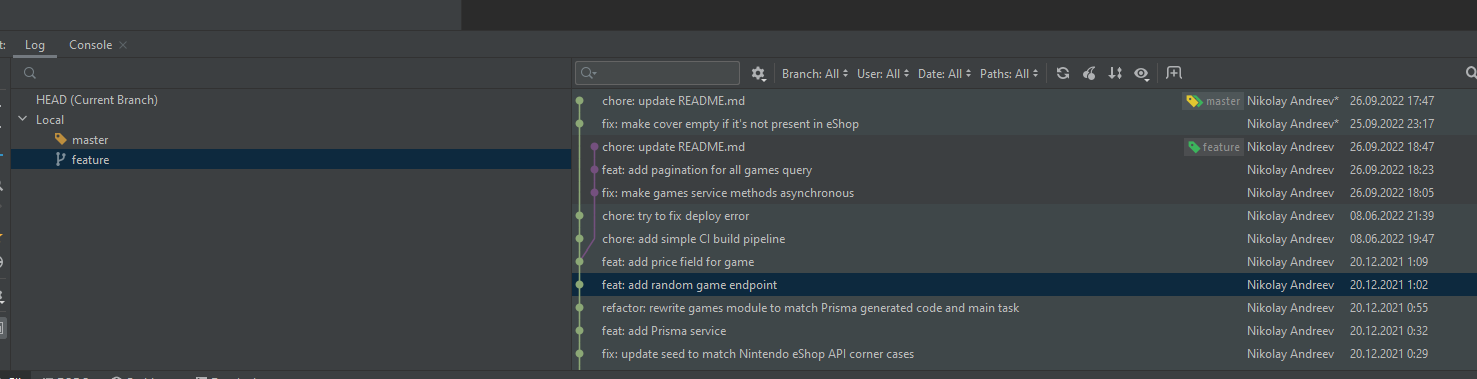 t: Log Console
Branch: All User: All Date: All Paths: All
HEAD (Current Branch)
Local
master
feature
chore: update README.md master Nikolay Andreev* 26.09.2022 17:47
fix: make cover empty if it's not present in eShop Nikolay Andreev* 25.09.2022 23:17
chore: update README.md feature Nikolay Andreev 26.09.2022 18:47
feat: add pagination for all games query Nikolay Andreev 26.09.2022 18:23
fix: make games service methods asynchronous Nikolay Andreev 26.09.2022 18:05
chore: try to fix deploy error Nikolay Andreev 08.06.2022 21:39
chore: add simple CI build pipeline Nikolay Andreev 08.06.2022 19:47
feat: add price field for game Nikolay Andreev 20.12.2021 1:09
feat: add random game endpoint Nikolay Andreev 20.12.2021 1:02
refactor: rewrite games module to match Prisma generated code and main task Nikolay Andreev 20.12.2021 0:55
feat: add Prisma service Nikolay Andreev 20.12.2021 0:32
fix: update seed to match Nintendo eShop API corner cases Nikolay Andreev 20.12.2021 0:29